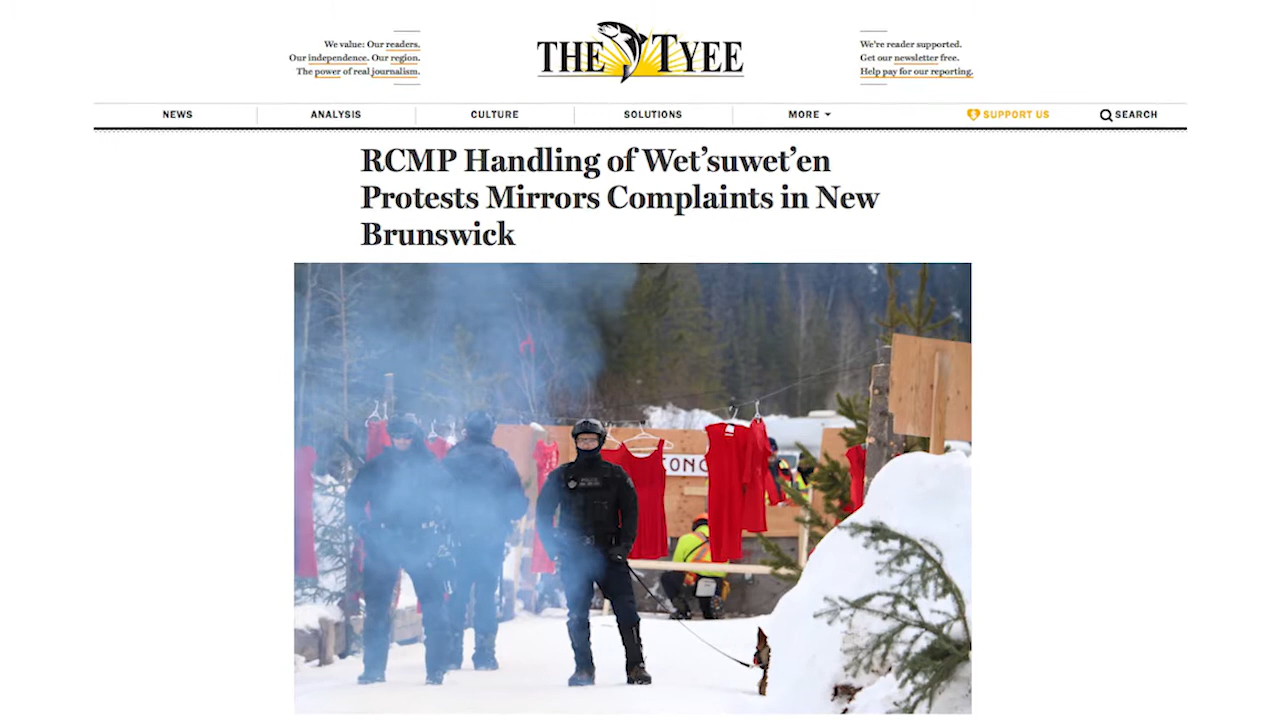 We value: Our readers.
Our independence. Our region.
The power of real journalism.
THE TYEE
We're reader supported.
Get our newsletter free.
Help pay for our reporting.
NEWS
ANALYSIS
CULTURE
SOLUTIONS
MORE
SUPPORT US
SEARCH
RCMP Handling of Wet'suwet'en
Protests Mirrors Complaints in New
Brunswick
POLICE